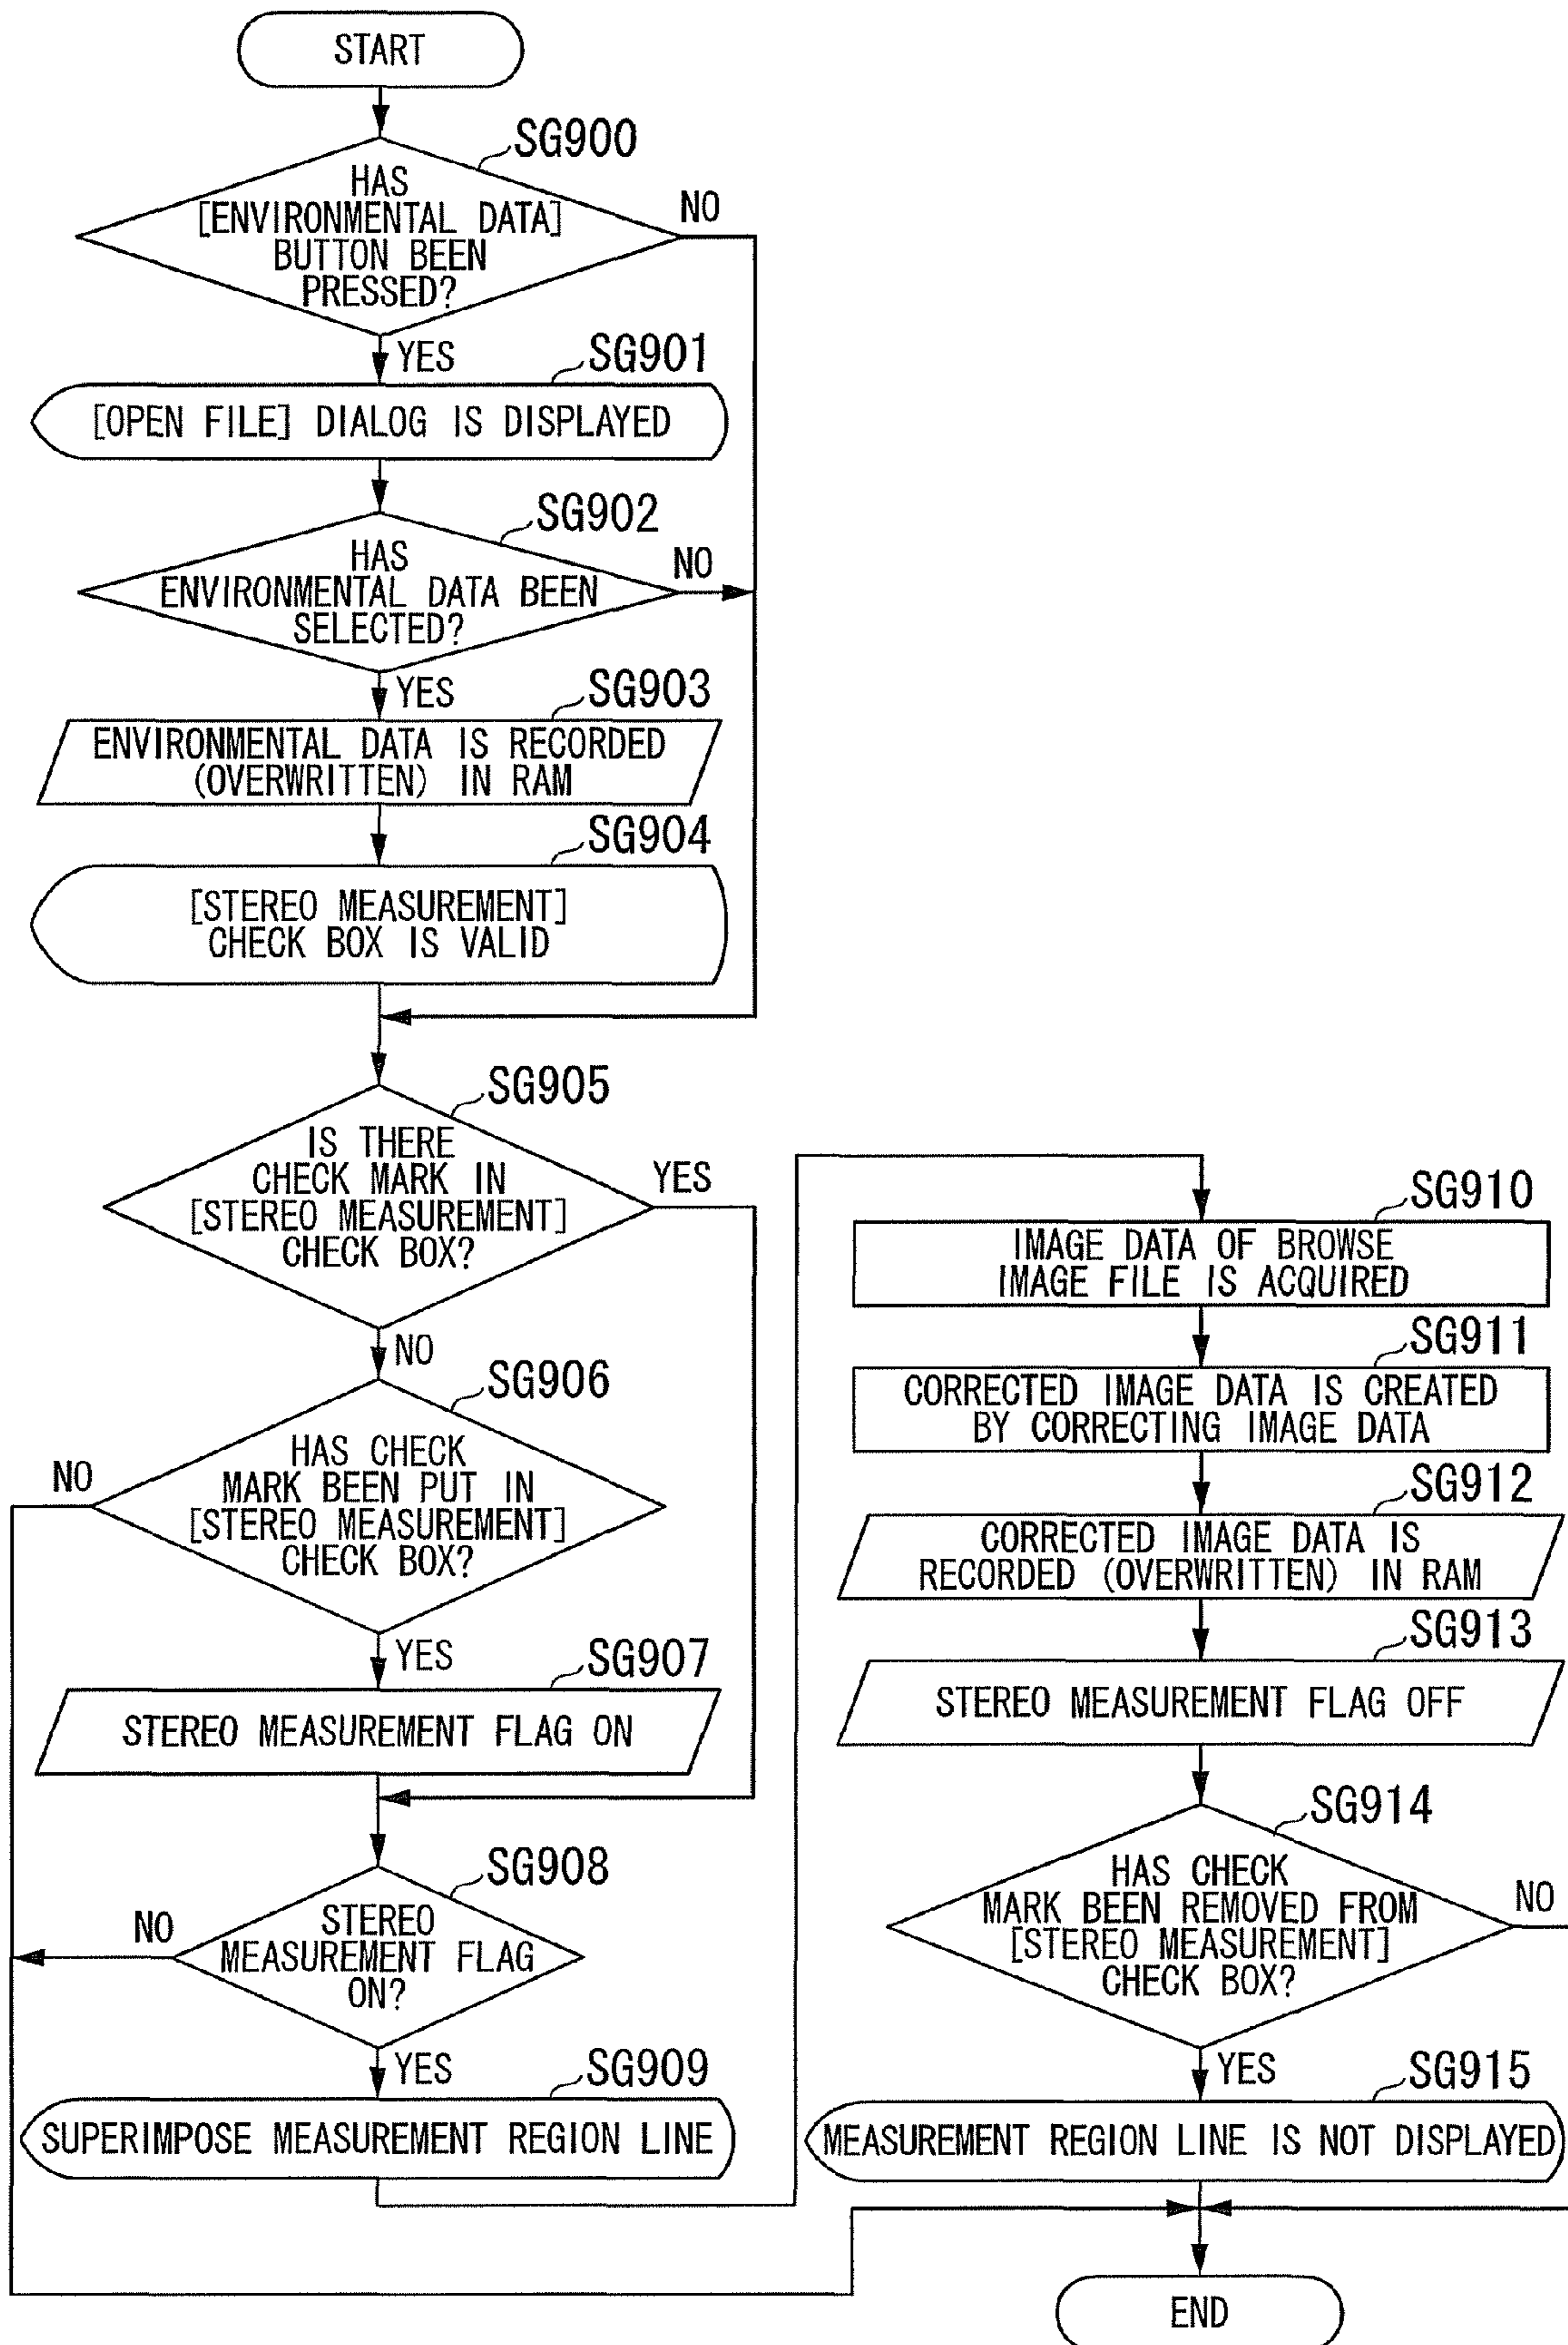 START
SG900
HAS
[ENVIRONMENTAL DATA]
BUTTON BEEN
PRESSED?
NO
YES
SG901
[OPEN FILE] DIALOG IS DISPLAYED
SG902
HAS
ENVIRONMENTAL DATA BEEN
SELECTED?
NO
YES
SG903
ENVIRONMENTAL DATA IS RECORDED
(OVERWRITTEN) IN RAM
SG904
[STEREO MEASUREMENT]
CHECK BOX IS VALID
SG905
IS THERE
CHECK MARK IN
[STEREO MEASUREMENT]
CHECK BOX?
YES
NO
SG906
HAS CHECK
MARK BEEN PUT IN
[STEREO MEASUREMENT]
CHECK BOX?
NO
YES
SG907
STEREO MEASUREMENT FLAG ON
SG908
STEREO
MEASUREMENT FLAG
ON?
NO
YES
SG909
SUPERIMPOSE MEASUREMENT REGION LINE
SG910
IMAGE DATA OF BROWSE
IMAGE FILE IS ACQUIRED
SG911
CORRECTED IMAGE DATA IS CREATED
BY CORRECTING IMAGE DATA
SG912
CORRECTED IMAGE DATA IS
RECORDED (OVERWRITTEN) IN RAM
SG913
STEREO MEASUREMENT FLAG OFF
SG914
HAS CHECK
MARK BEEN REMOVED FROM
[STEREO MEASUREMENT]
CHECK BOX?
NO
YES
SG915
MEASUREMENT REGION LINE IS NOT DISPLAYED
END